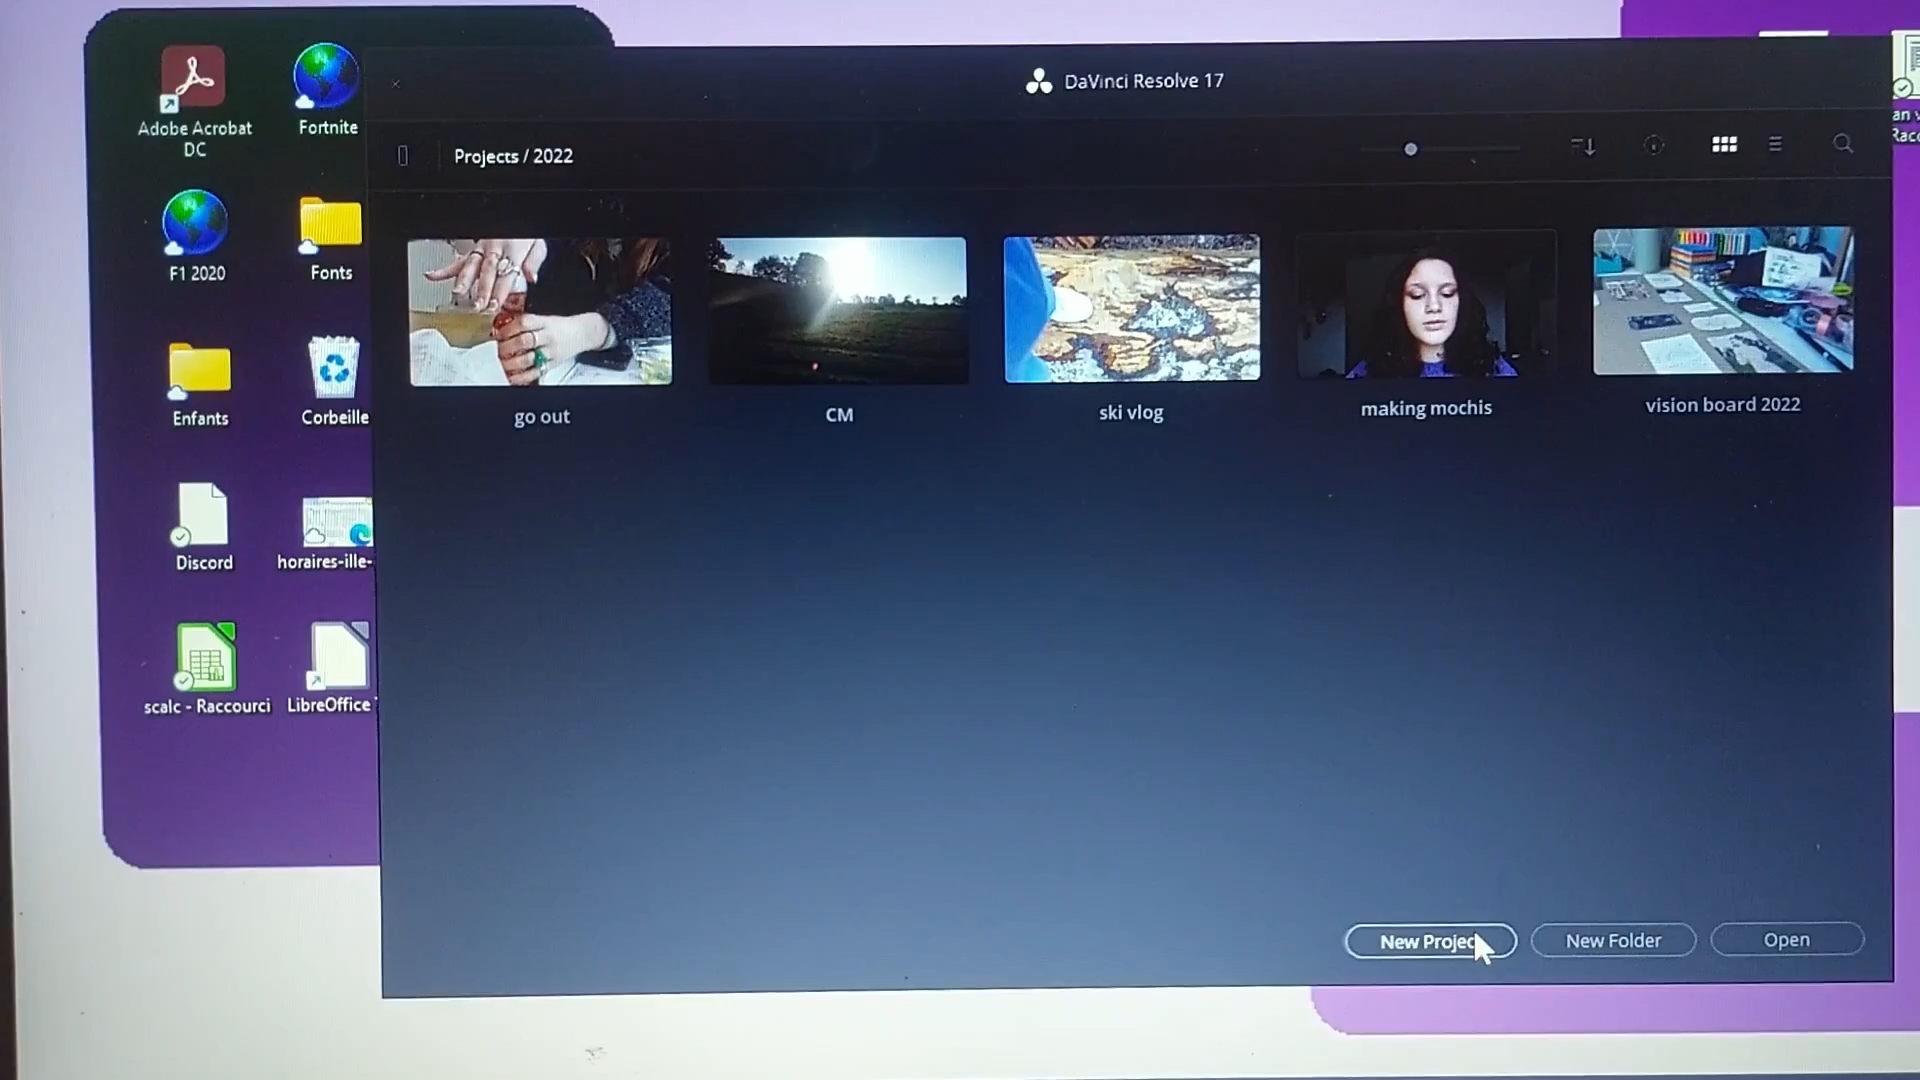 Adobe Acrobat
DC
Fortnite
F1 2020
Fonts
Enfants
Corbeille
Discord
horaires-ille-
scalc - Raccourci
LibreOffice
DaVinci Resolve 17
Projects / 2022
go out
CM
ski vlog
making mochis
vision board 2022
New Projec
New Folder
Open